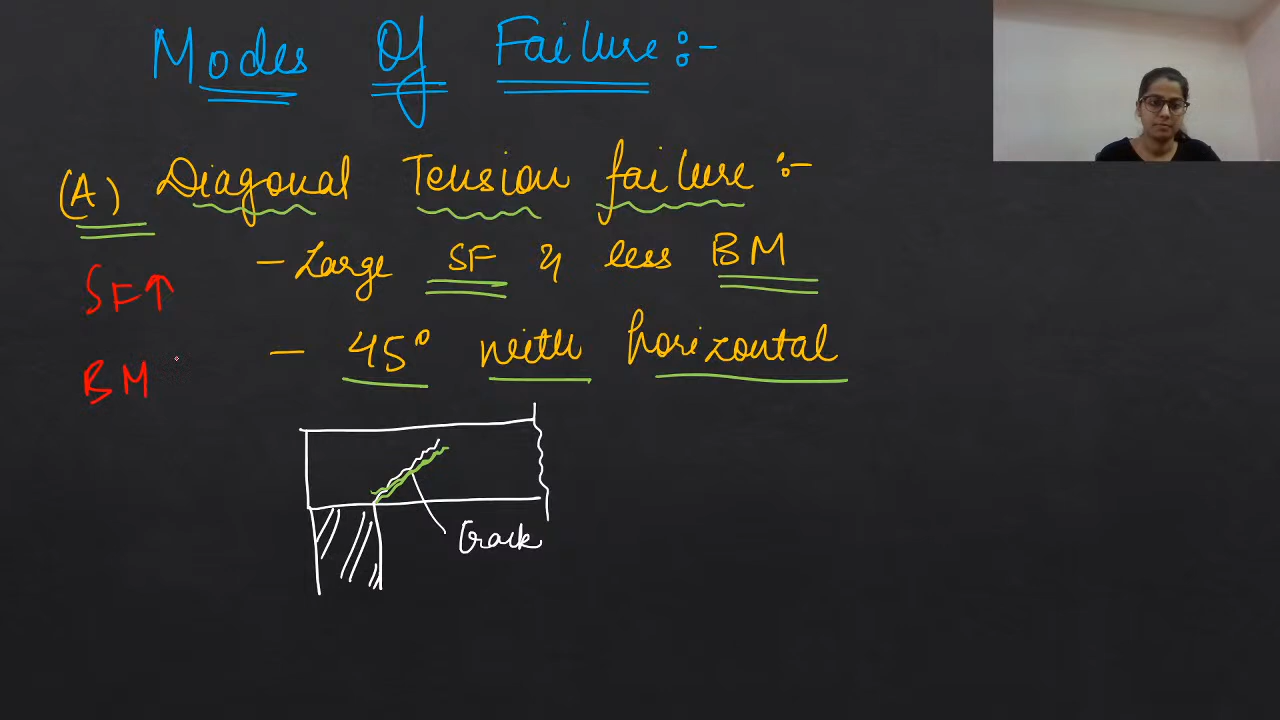 Modes Of Failure :-
(A) Diagonal Tension failure :-
- Large SF & less BM
SF↑
- 45° with horizontal
BM
Crack